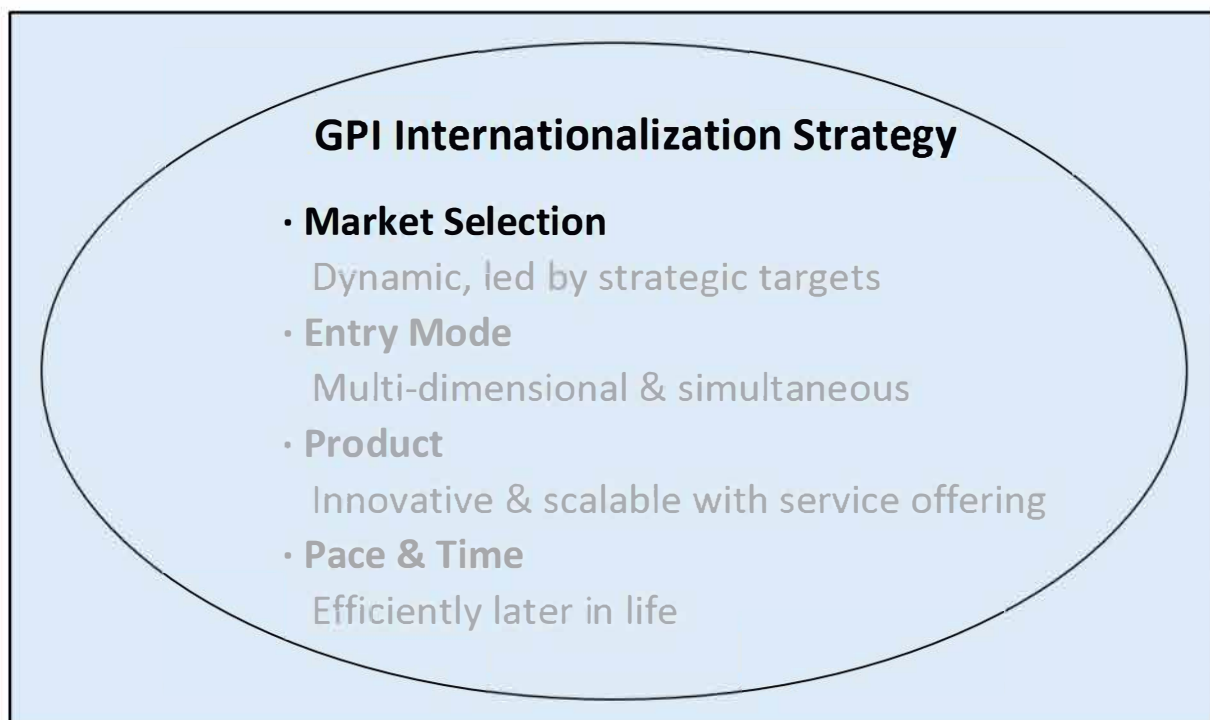 GPI Internationalization Strategy
· Market Selection
Dynamic, led by strategic targets
· Entry Mode
Multi-dimensional & simultaneous
· Product
Innovative & scalable with service offering
· Pace & Time
Efficiently later in life